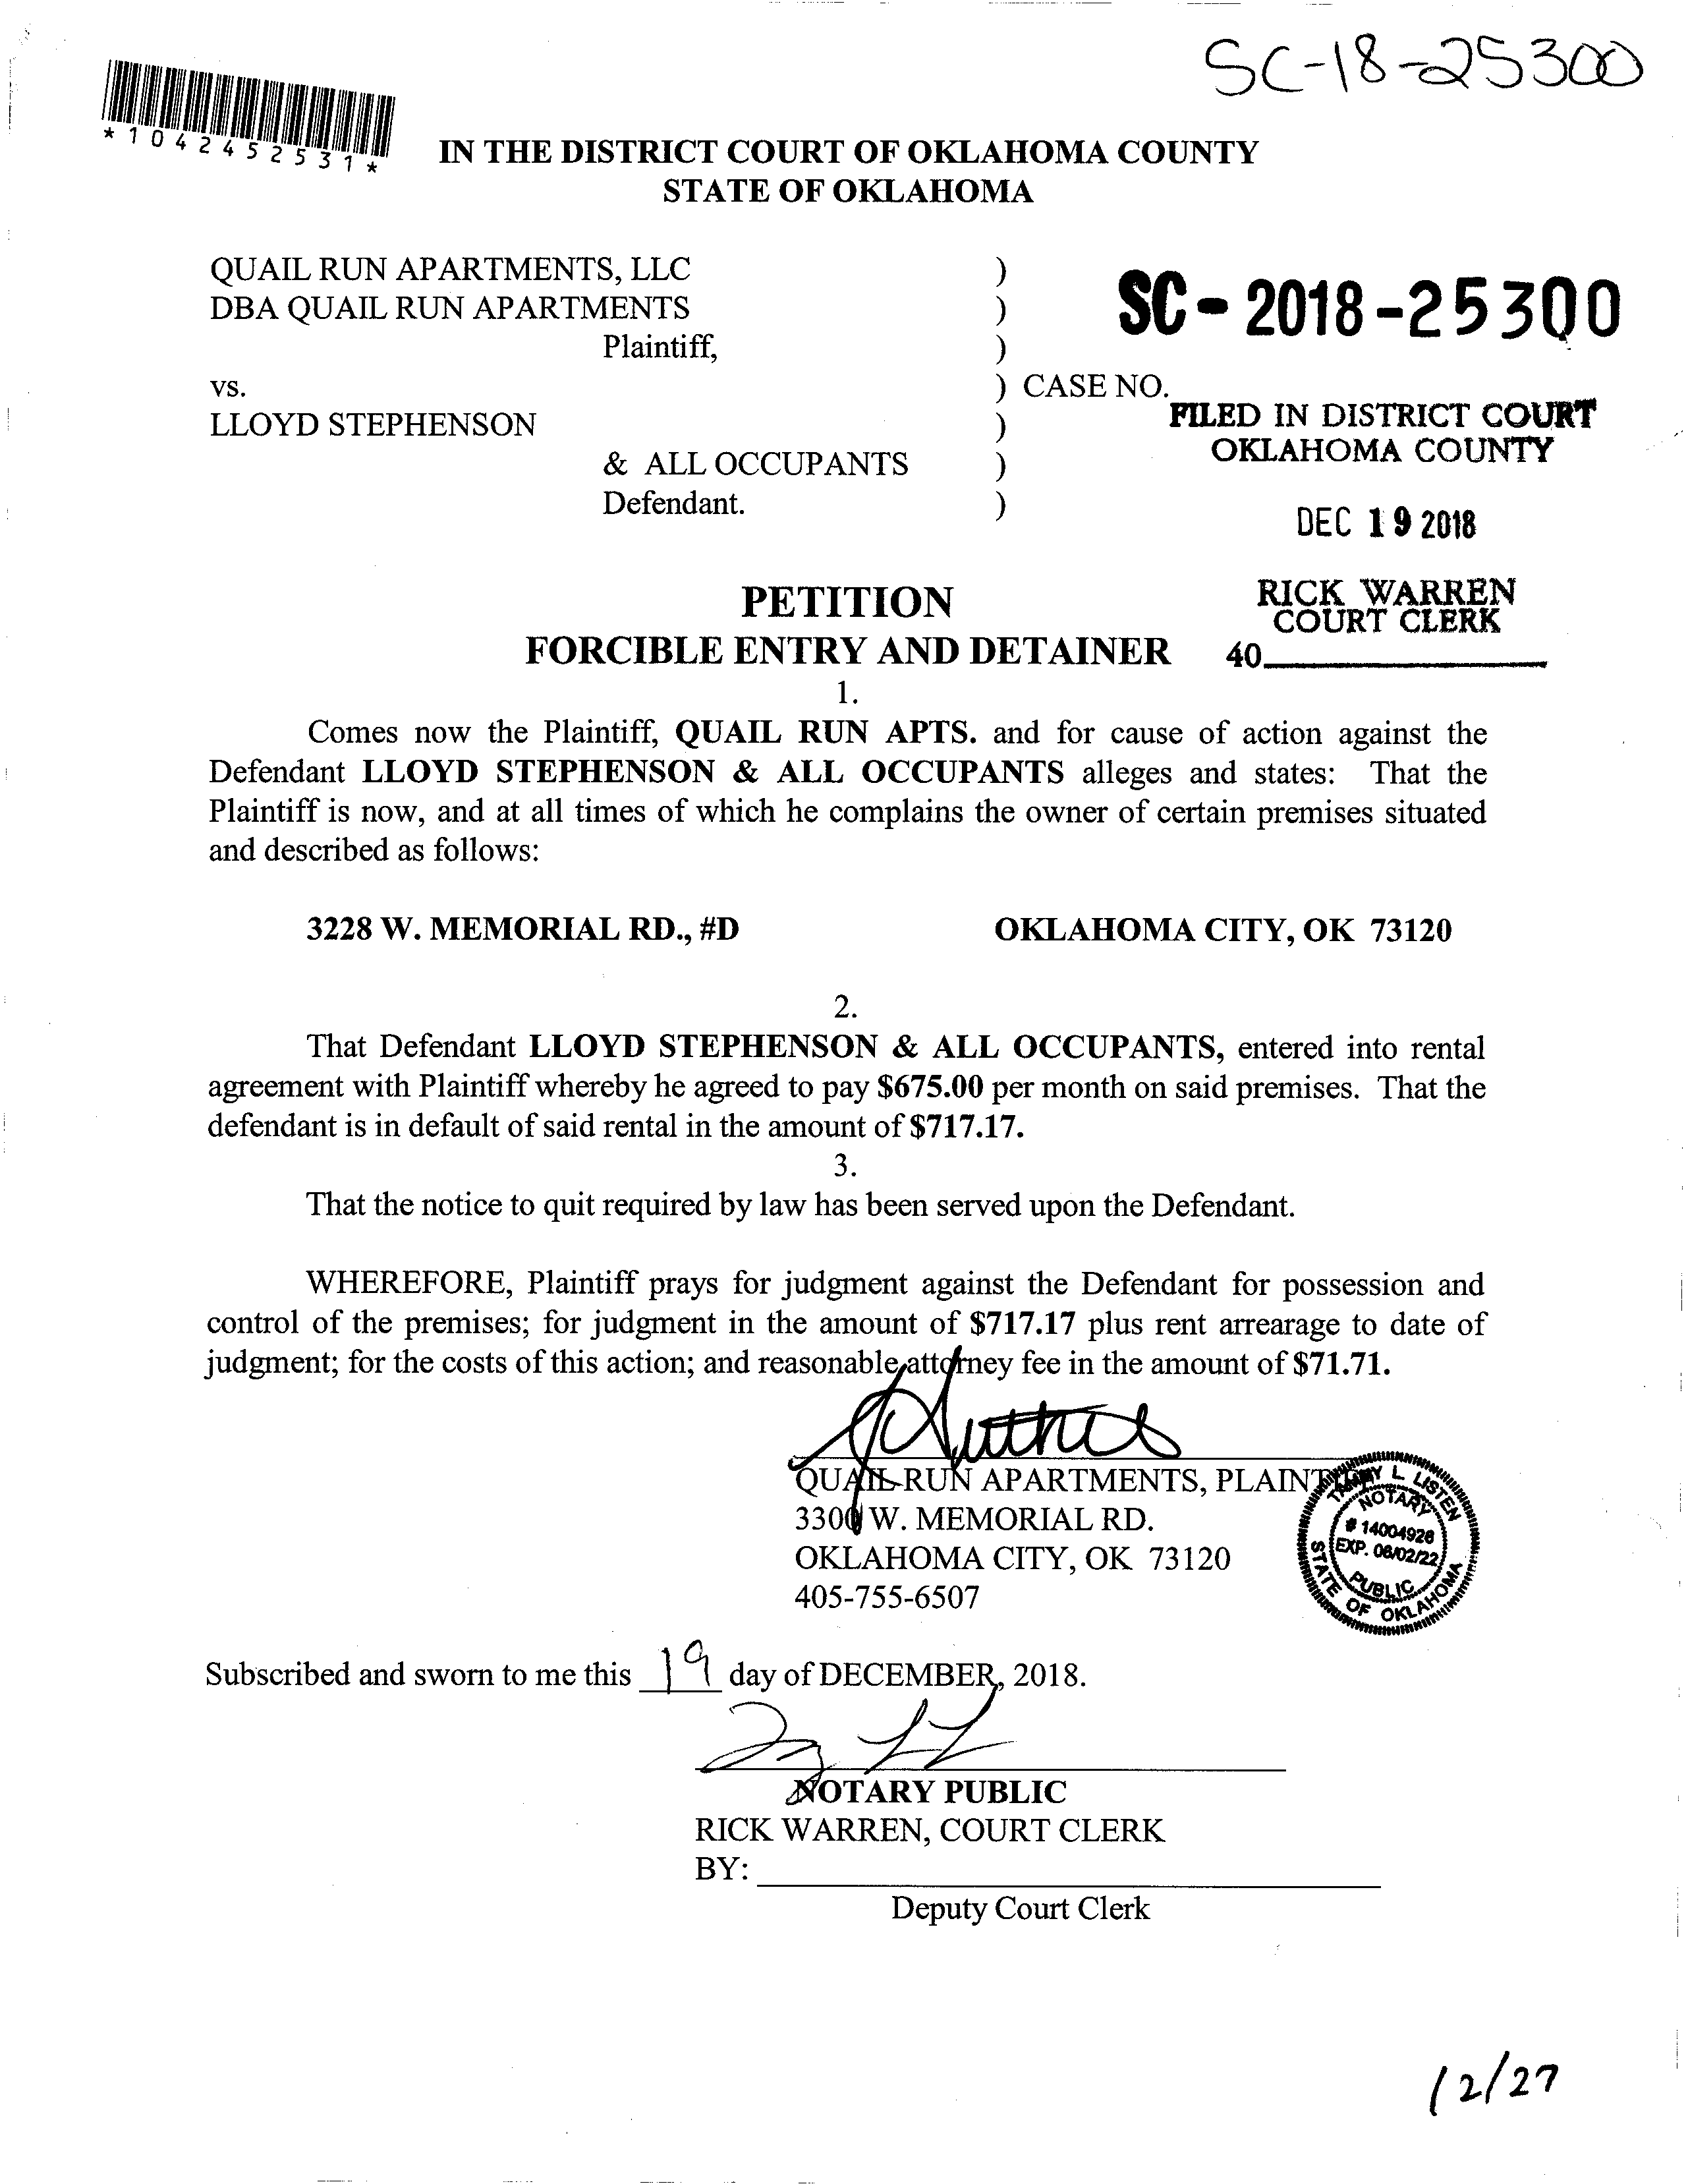 SC-18-25300
*1042452531*
IN THE DISTRICT COURT OF OKLAHOMA COUNTY
STATE OF OKLAHOMA
QUAIL RUN APARTMENTS, LLC )
DBA QUAIL RUN APARTMENTS ) SC-2018-25300
Plaintiff, )
vs. ) CASE NO.
LLOYD STEPHENSON ) FILED IN DISTRICT COURT
& ALL OCCUPANTS ) OKLAHOMA COUNTY
Defendant. )
DEC 19 2018
PETITION RICK WARREN
COURT CLERK
FORCIBLE ENTRY AND DETAINER 40
1.
Comes now the Plaintiff, QUAIL RUN APTS. and for cause of action against the
Defendant LLOYD STEPHENSON & ALL OCCUPANTS alleges and states: That the
Plaintiff is now, and at all times of which he complains the owner of certain premises situated
and described as follows:
3228 W. MEMORIAL RD., #D OKLAHOMA CITY, OK 73120
2.
That Defendant LLOYD STEPHENSON & ALL OCCUPANTS, entered into rental
agreement with Plaintiff whereby he agreed to pay $675.00 per month on said premises. That the
defendant is in default of said rental in the amount of $717.17.
3.
That the notice to quit required by law has been served upon the Defendant.
WHEREFORE, Plaintiff prays for judgment against the Defendant for possession and
control of the premises; for judgment in the amount of $717.17 plus rent arrearage to date of
judgment; for the costs of this action; and reasonable attorney fee in the amount of $71.71.
QUAIL RUN APARTMENTS, PLAINT
3300 W. MEMORIAL RD.
OKLAHOMA CITY, OK 73120
405-755-6507
TAMMY L. LISTEN
NOTARY
# 14004926
EXP. 06/02/22
PUBLIC
STATE OF OKLAHOMA
Subscribed and sworn to me this 19 day of DECEMBER, 2018.
NOTARY PUBLIC
RICK WARREN, COURT CLERK
BY:
Deputy Court Clerk
12/27